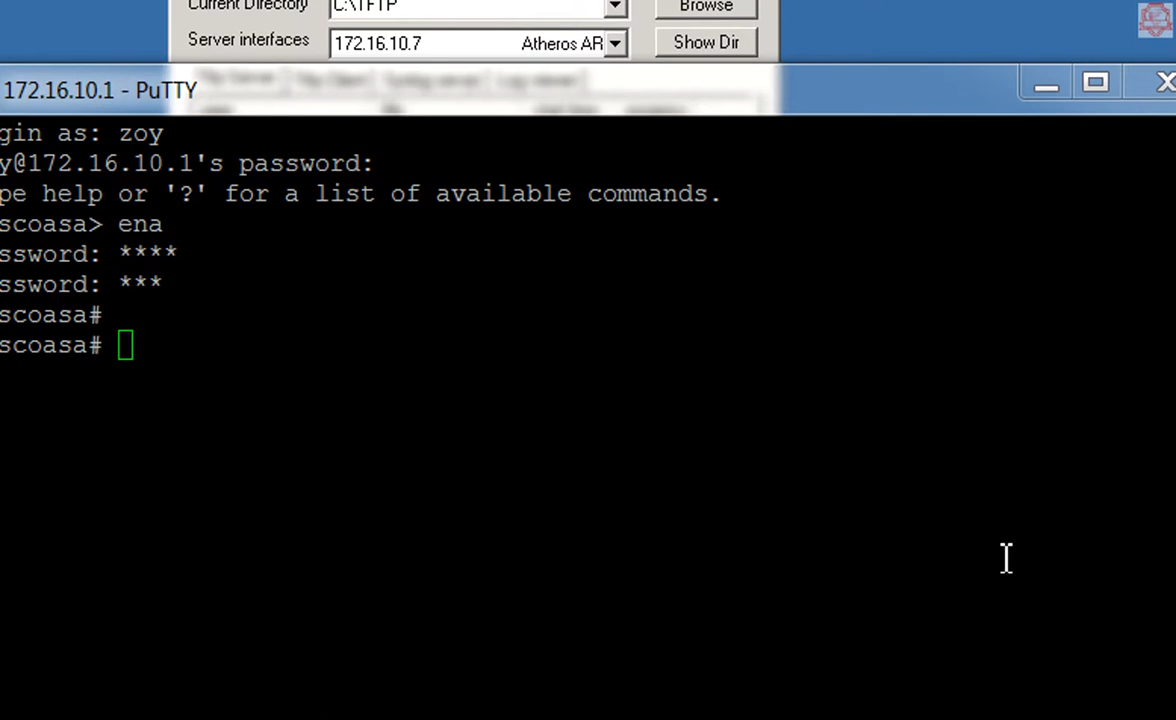 Current Directory C:\TFTP Browse
Server interfaces 172.16.10.7 Atheros AR Show Dir
172.16.10.1 - PuTTY
gin as: zoy
y@172.16.10.1's password:
pe help or '?' for a list of available commands.
scoasa> ena
ssword: ****
ssword: ***
scoasa#
scoasa#